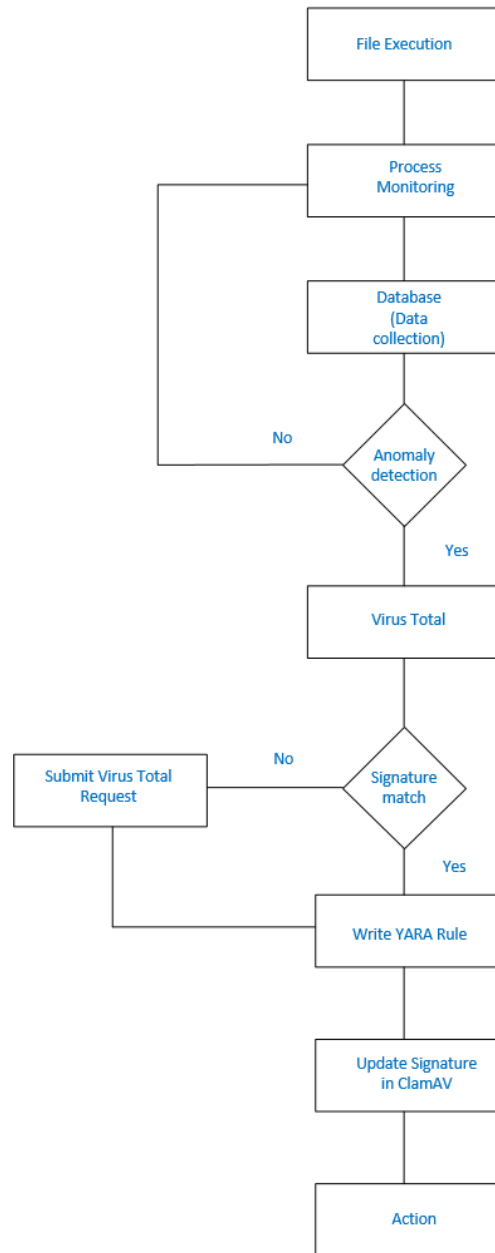 File Execution
Process
Monitoring
Database
(Data
collection)
No
Anomaly
detection
Yes
Virus Total
No
Submit Virus Total
Request
Signature
match
Yes
Write YARA Rule
Update Signature
in ClamAV
Action